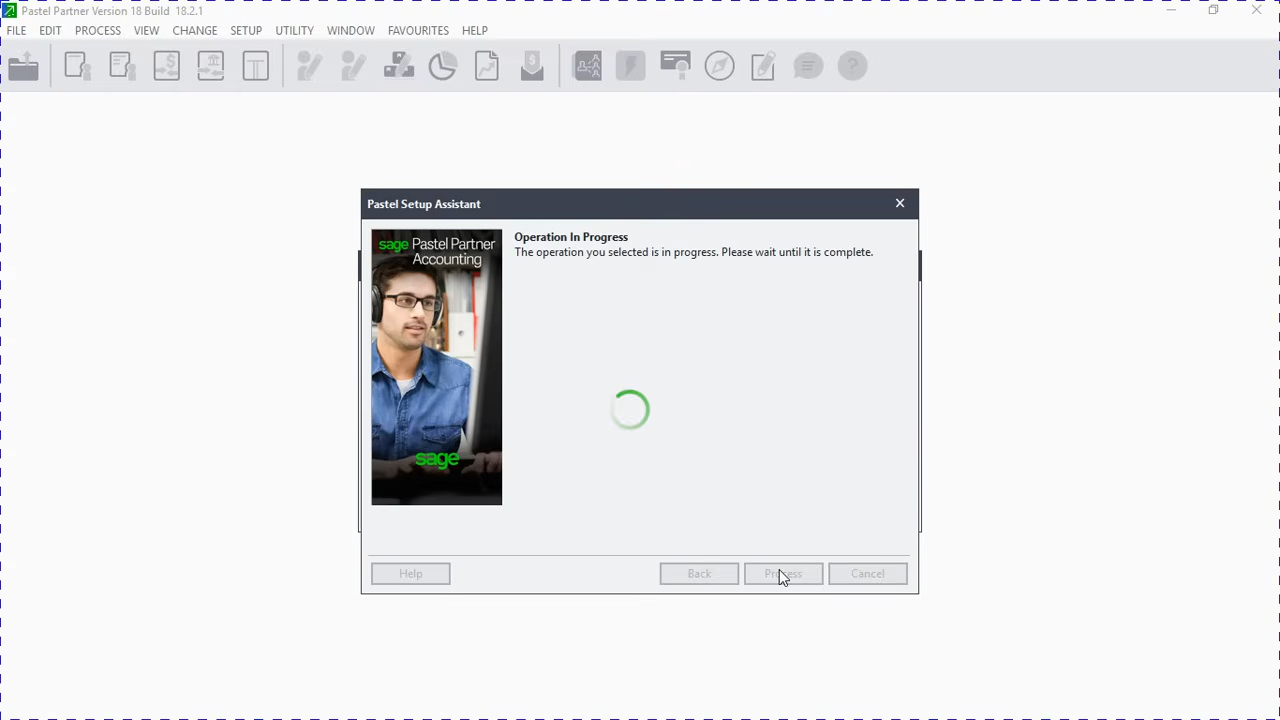 Pastel Partner Version 18 Build 18.2.1
FILE EDIT PROCESS VIEW CHANGE SETUP UTILITY WINDOW FAVOURITES HELP
Pastel Setup Assistant
sage Pastel Partner
Accounting
sage
Operation In Progress
The operation you selected is in progress. Please wait until it is complete.
Help Back Process Cancel